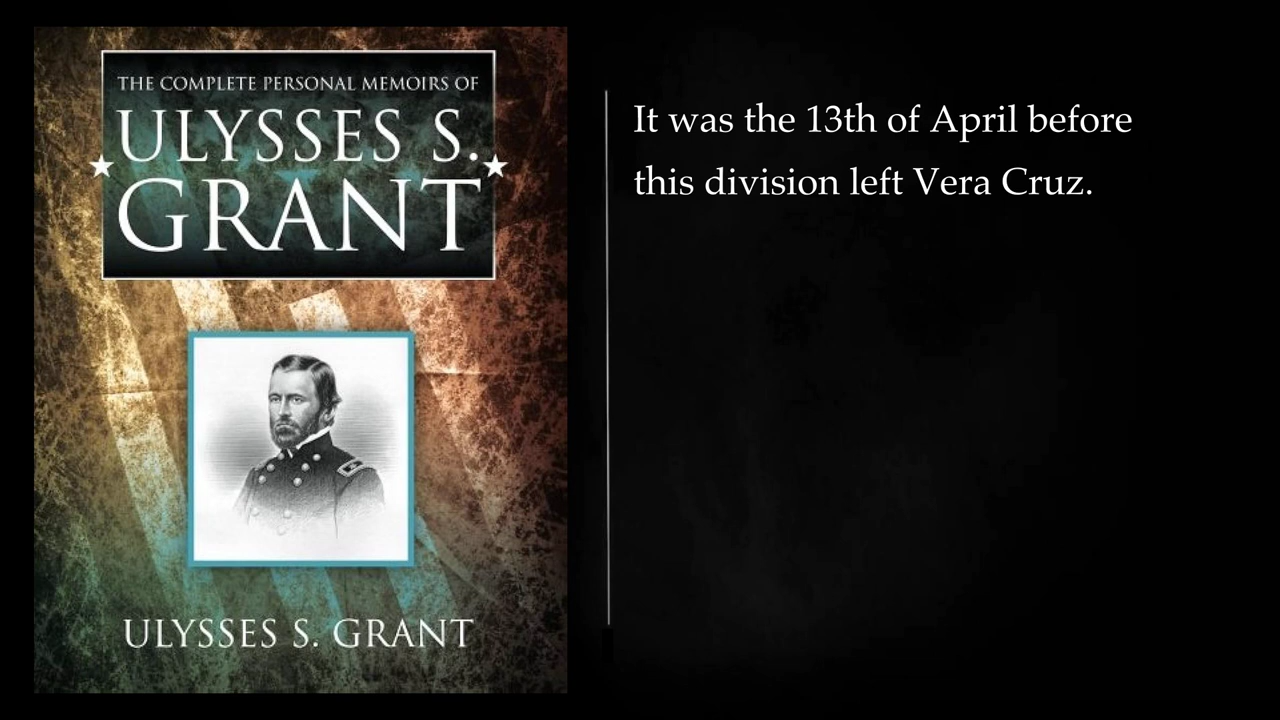 THE COMPLETE PERSONAL MEMOIRS OF
ULYSSES S.
GRANT
ULYSSES S. GRANT
It was the 13th of April before
this division left Vera Cruz.